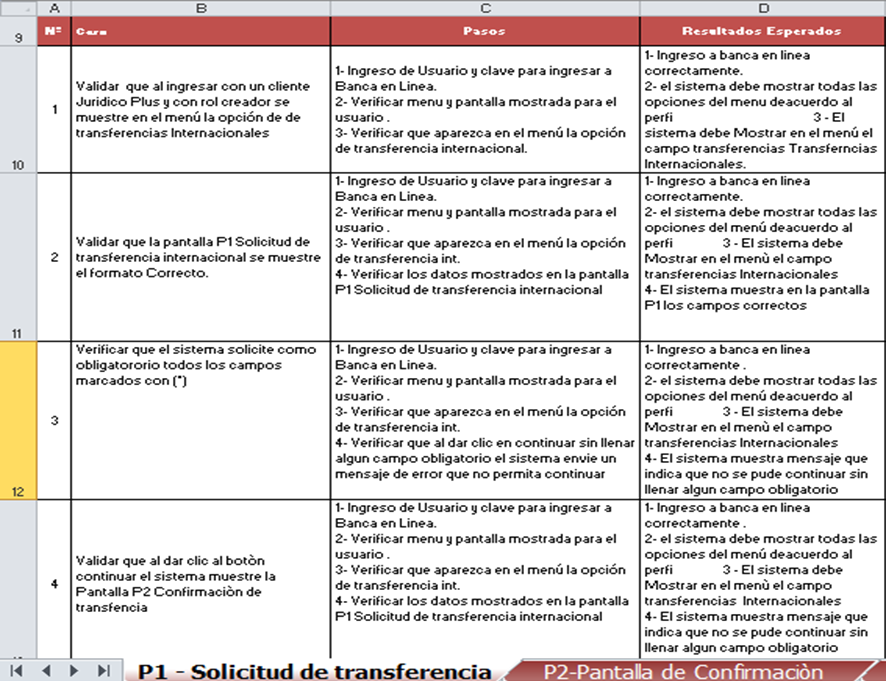 A B C D
9 Nº Caso Pasos Resultados Esperados
10
1
Validar que al ingresar con un cliente
Juridico Plus y con rol creador se
muestre en el menú la opción de de
transferencias Internacionales
1- Ingreso de Usuario y clave para ingresar a
Banca en Linea.
2- Verificar menu y pantalla mostrada para el
usuario .
3- Verificar que aparezca en el menú la opción
de transferencia internacional.
1- Ingreso a banca en linea
correctamente.
2- el sistema debe mostrar todas las
opciones del menu deacuerdo al
perfi 3 - El
sistema debe Mostrar en el menú el
campo transferencias Transferncias
Internacionales.
11
2
Validar que la pantalla P1 Solicitud de
transferencia internacional se muestre
el formato Correcto.
1- Ingreso de Usuario y clave para ingresar a
Banca en Linea.
2- Verificar menu y pantalla mostrada para el
usuario .
3- Verificar que aparezca en el menú la opción
de transferencia int.
4- Verificar los datos mostrados en la pantalla
P1 Solicitud de transferencia internacional
1- Ingreso a banca en linea
correctamente.
2- el sistema debe mostrar todas las
opciones del menú deacuerdo al
perfi 3 - El sistema debe
Mostrar en el menù el campo
transferencias Internacionales
4- El sistema muestra en la pantalla
P1 los campos correctos
12
3
Verificar que el sistema solicite como
obligatororio todos los campos
marcados con (*)
1- Ingreso de Usuario y clave para ingresar a
Banca en Linea.
2- Verificar menu y pantalla mostrada para el
usuario .
3- Verificar que aparezca en el menú la opción
de transferencia int.
4- Verificar que al dar clic en continuar sin llenar
algun campo obligatorio el sistema envie un
mensaje de error que no permita continuar
1- Ingreso a banca en linea
correctamente .
2- el sistema debe mostrar todas las
opciones del menú deacuerdo al
perfi 3 - El sistema debe
Mostrar en el menù el campo
transferencias Internacionales
4- El sistema muestra mensaje que
indica que no se pude continuar sin
llenar algun campo obligatorio
4
Validar que al dar clic al botòn
continuar el sistema muestre la
Pantalla P2 Confirmaciòn de
transfencia
1- Ingreso de Usuario y clave para ingresar a
Banca en Linea.
2- Verificar menu y pantalla mostrada para el
usuario .
3- Verificar que aparezca en el menú la opción
de transferencia int.
4- Verificar los datos mostrados en la pantalla
P1 Solicitud de transferencia internacional
1- Ingreso a banca en linea
correctamente .
2- el sistema debe mostrar todas las
opciones del menú deacuerdo al
perfi 3 - El sistema debe
Mostrar en el menù el campo
transferencias Internacionales
4- El sistema muestra mensaje que
indica que no se pude continuar sin
llenar algun campo obligatorio
P1 - Solicitud de transferencia P2-Pantalla de Confirmaciòn